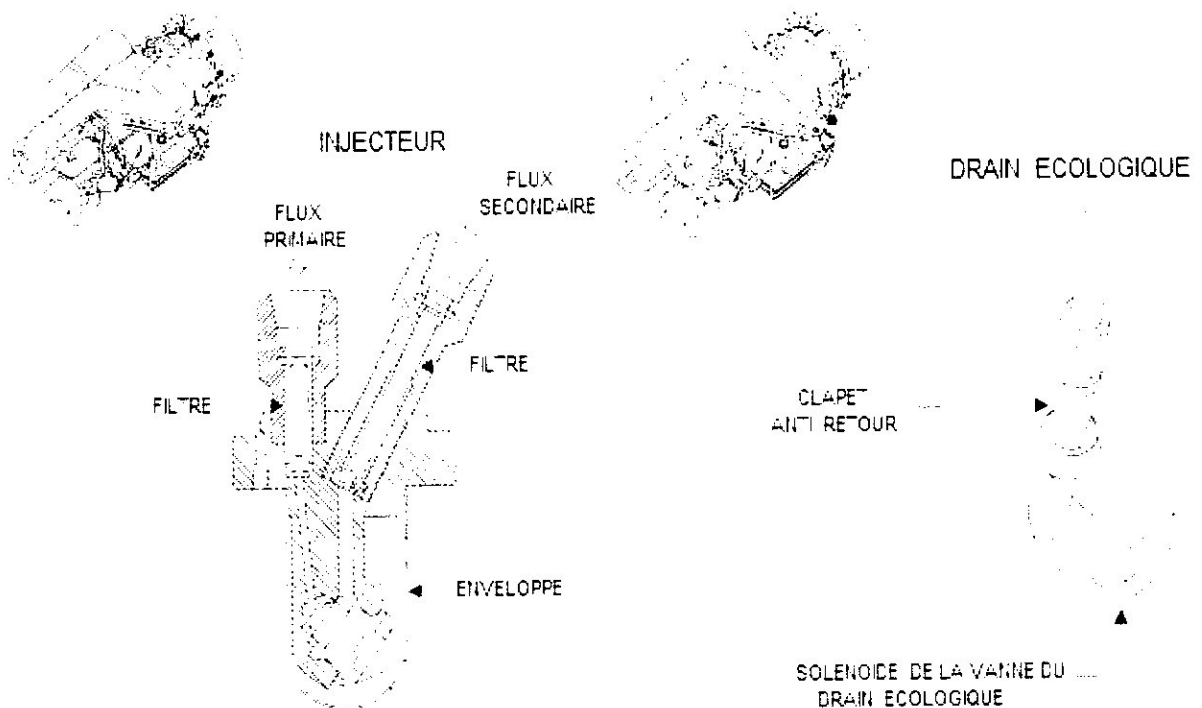 INJECTEUR
FLUX
PRIMAIRE
FLUX
SECONDAIRE
FILTRE
FILTRE
ENVELOPPE
DRAIN ECOLOGIQUE
CLAPET
ANTI RETOUR
SOLENOIDE DE LA VANNE DU
DRAIN ECOLOGIQUE